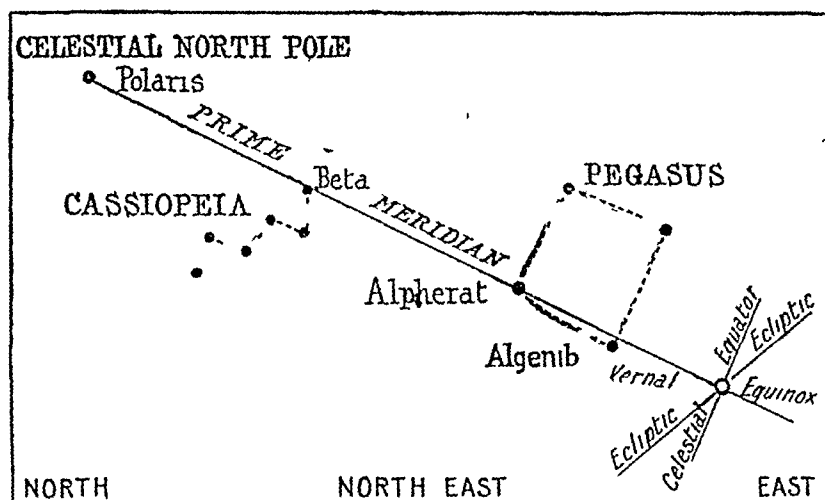 CELESTIAL NORTH POLE
Polaris
PRIME
Beta
PEGASUS
CASSIOPEIA
MERIDIAN
Alpherat
Equator
Ecliptic
Algenib
Vernal
Equinox
Ecliptic
Celestial
NORTH
NORTH EAST
EAST